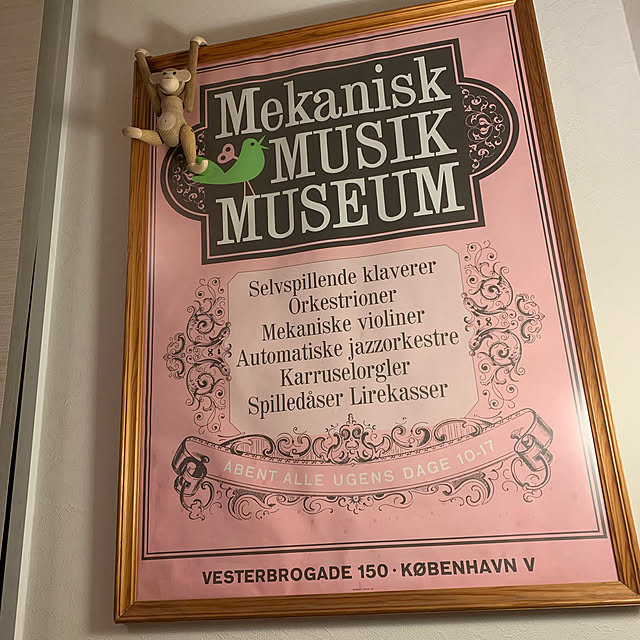 Mekanisk
MUSIK
MUSEUM
Selvspillende klaverer
Orkestrioner
Mekaniske violiner
Automatiske jazzorkestre
Karruselorgler
Spilledåser Lirekasser
ÅBENT ALLE UGENS DAGE 10-17
VESTERBROGADE 150 · KØBENHAVN V